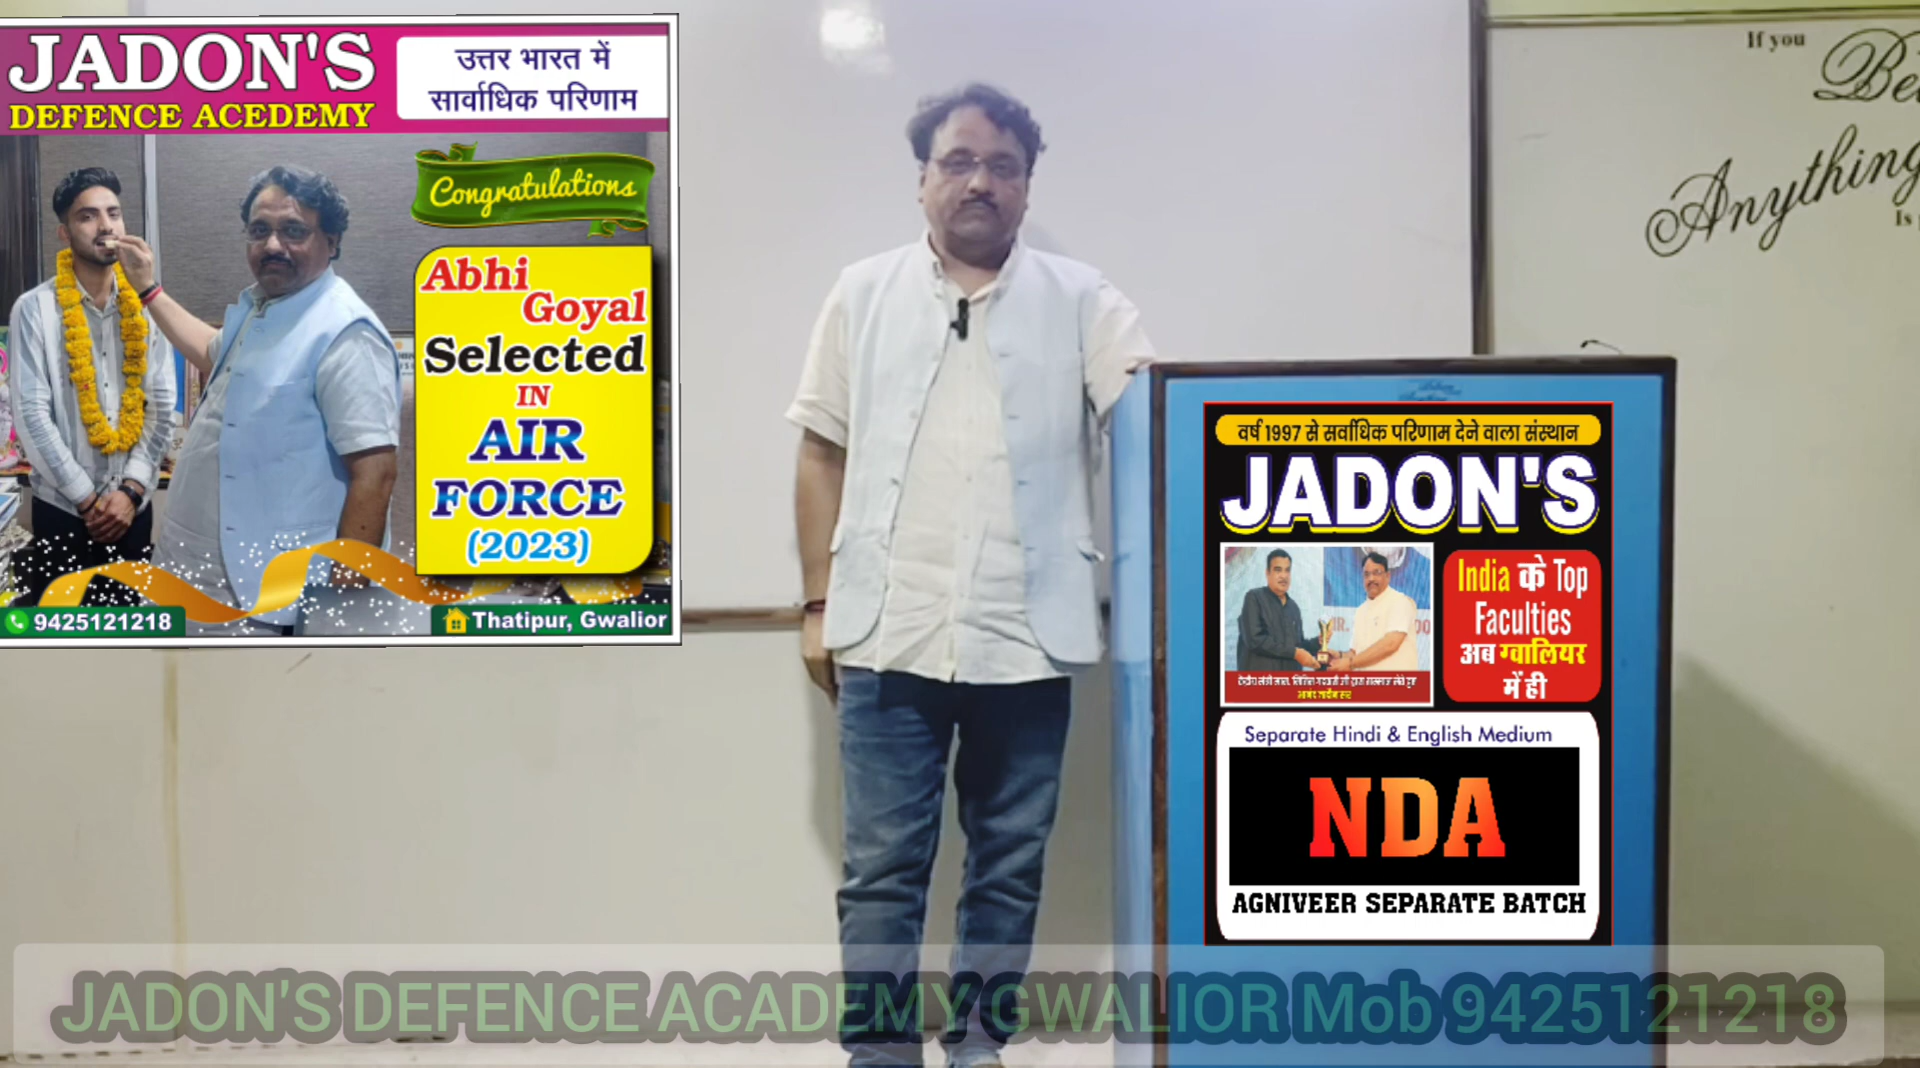 JADON'S
DEFENCE ACEDEMY
उत्तर भारत में
सार्वाधिक परिणाम
Congratulations
Abhi
Goyal
Selected
IN
AIR
FORCE
(2023)
9425121218
Thatipur, Gwalior
If you
Be
Anything
Is
वर्ष 1997 से सर्वाधिक परिणाम देने वाला संस्थान
JADON'S
India के Top
Faculties
अब ग्वालियर
में ही
Separate Hindi & English Medium
NDA
AGNIVEER SEPARATE BATCH
JADON'S DEFENCE ACADEMY GWALIOR Mob 9425121218